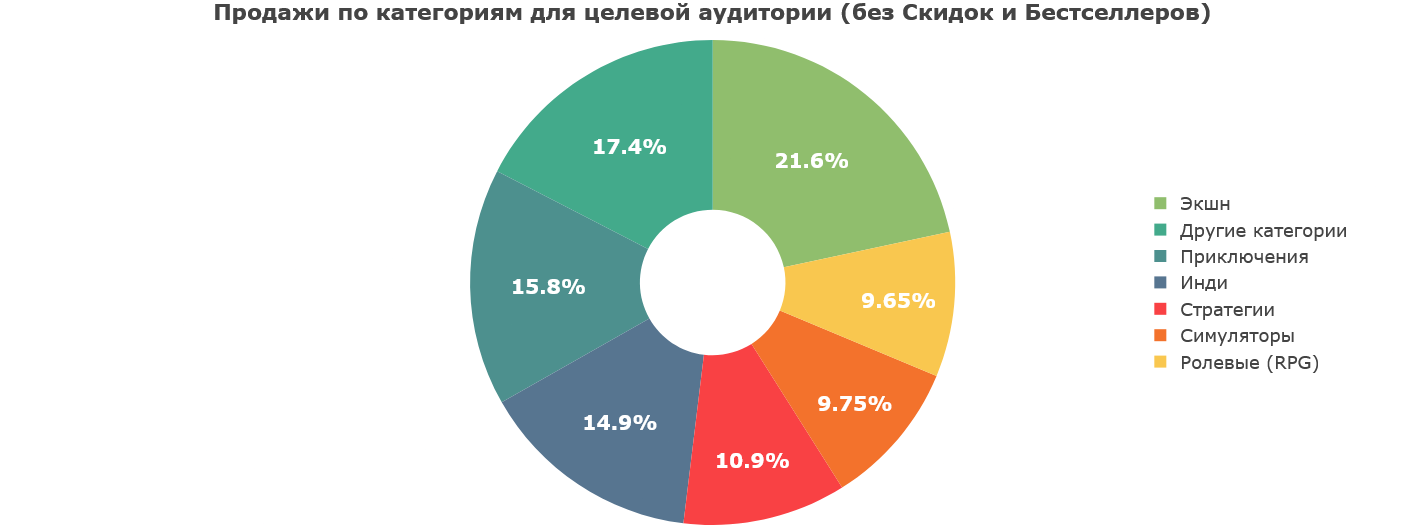 Продажи по категориям для целевой аудитории (без Скидок и Бестселлеров)
17.4%
21.6%
15.8%
9.65%
14.9%
9.75%
10.9%
Экшн
Другие категории
Приключения
Инди
Стратегии
Симуляторы
Ролевые (RPG)